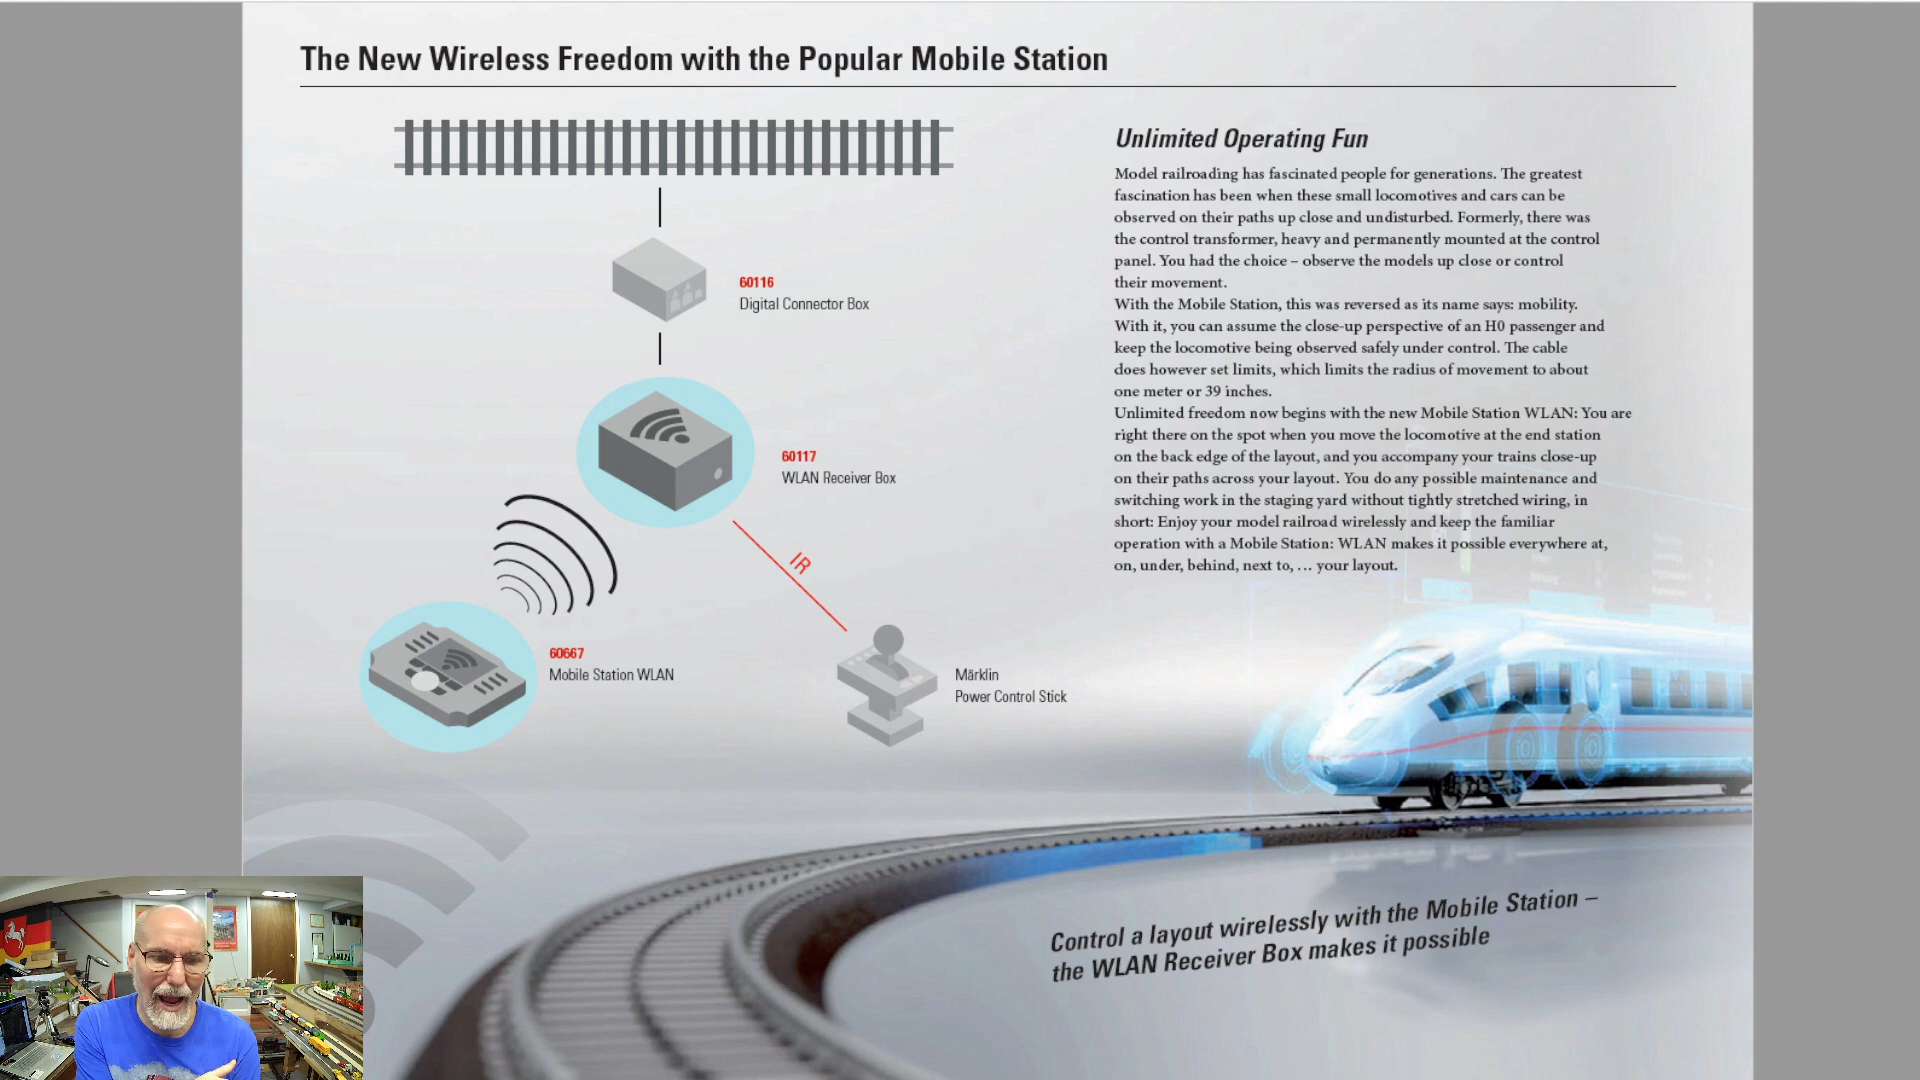 The New Wireless Freedom with the Popular Mobile Station
60116
Digital Connector Box
60117
WLAN Receiver Box
IR
60667
Mobile Station WLAN
Märklin
Power Control Stick
Unlimited Operating Fun
Model railroading has fascinated people for generations. The greatest
fascination has been when these small locomotives and cars can be
observed on their paths up close and undisturbed. Formerly, there was
the control transformer, heavy and permanently mounted at the control
panel. You had the choice – observe the models up close or control
their movement.
With the Mobile Station, this was reversed as its name says: mobility.
With it, you can assume the close-up perspective of an H0 passenger and
keep the locomotive being observed safely under control. The cable
does however set limits, which limits the radius of movement to about
one meter or 39 inches.
Unlimited freedom now begins with the new Mobile Station WLAN: You are
right there on the spot when you move the locomotive at the end station
on the back edge of the layout, and you accompany your trains close-up
on their paths across your layout. You do any possible maintenance and
switching work in the staging yard without tightly stretched wiring, in
short: Enjoy your model railroad wirelessly and keep the familiar
operation with a Mobile Station: WLAN makes it possible everywhere at,
on, under, behind, next to, … your layout.
Control a layout wirelessly with the Mobile Station –
the WLAN Receiver Box makes it possible